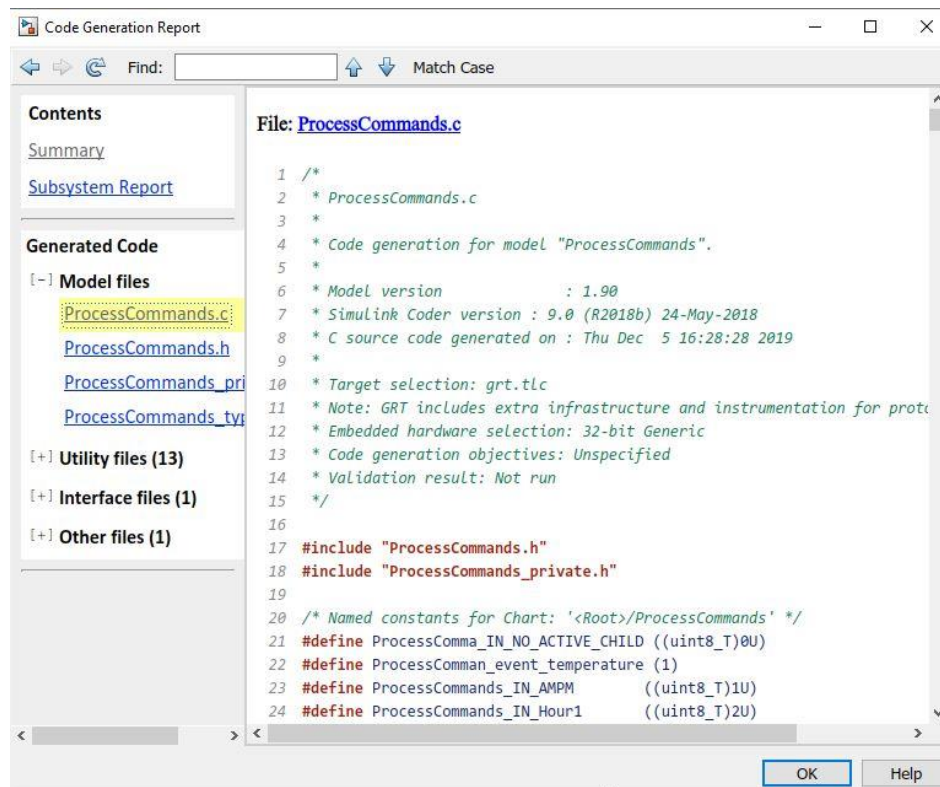 Code Generation Report
Find: Match Case
Contents
Summary
Subsystem Report
Generated Code
[-] Model files
ProcessCommands.c
ProcessCommands.h
ProcessCommands_pri
ProcessCommands_typ
[+] Utility files (13)
[+] Interface files (1)
[+] Other files (1)
File: ProcessCommands.c
1 /*
2 * ProcessCommands.c
3 *
4 * Code generation for model "ProcessCommands".
5 *
6 * Model version : 1.90
7 * Simulink Coder version : 9.0 (R2018b) 24-May-2018
8 * C source code generated on : Thu Dec 5 16:28:28 2019
9 *
10 * Target selection: grt.tlc
11 * Note: GRT includes extra infrastructure and instrumentation for proto
12 * Embedded hardware selection: 32-bit Generic
13 * Code generation objectives: Unspecified
14 * Validation result: Not run
15 */
16
17 #include "ProcessCommands.h"
18 #include "ProcessCommands_private.h"
19
20 /* Named constants for Chart: '<Root>/ProcessCommands' */
21 #define ProcessComma_IN_NO_ACTIVE_CHILD ((uint8_T)0U)
22 #define ProcessComman_event_temperature (1)
23 #define ProcessCommands_IN_AMPM ((uint8_T)1U)
24 #define ProcessCommands_IN_Hour1 ((uint8_T)2U)
OK Help